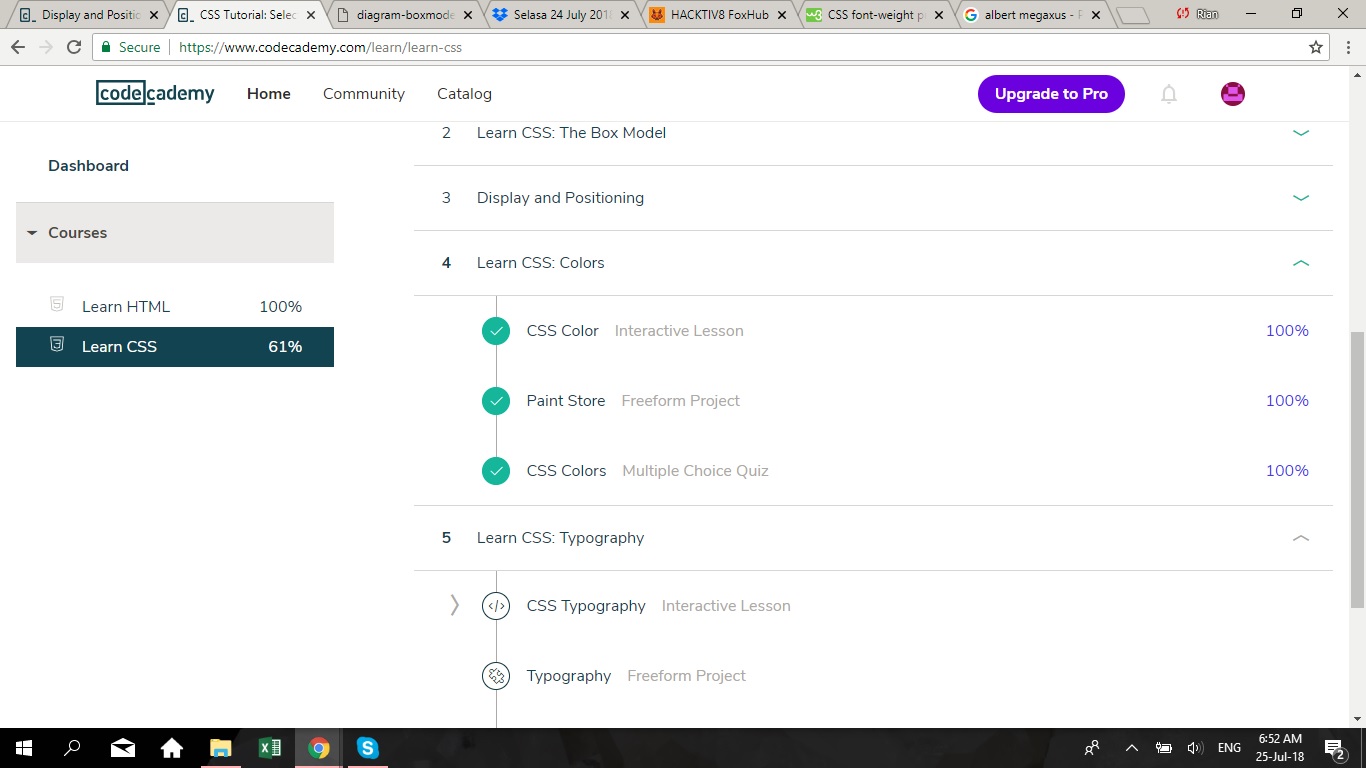 Display and Positio
CSS Tutorial: Selec
diagram-boxmode
Selasa 24 July 201
HACKTIV8 FoxHub
CSS font-weight p
albert megaxus - P
Rian
Secure
https://www.codecademy.com/learn/learn-css
codecademy
Home
Community
Catalog
Upgrade to Pro
Dashboard
Courses
Learn HTML 100%
Learn CSS 61%
2 Learn CSS: The Box Model
3 Display and Positioning
4 Learn CSS: Colors
CSS Color Interactive Lesson 100%
Paint Store Freeform Project 100%
CSS Colors Multiple Choice Quiz 100%
5 Learn CSS: Typography
CSS Typography Interactive Lesson
Typography Freeform Project
ENG
6:52 AM
25-Jul-18
2